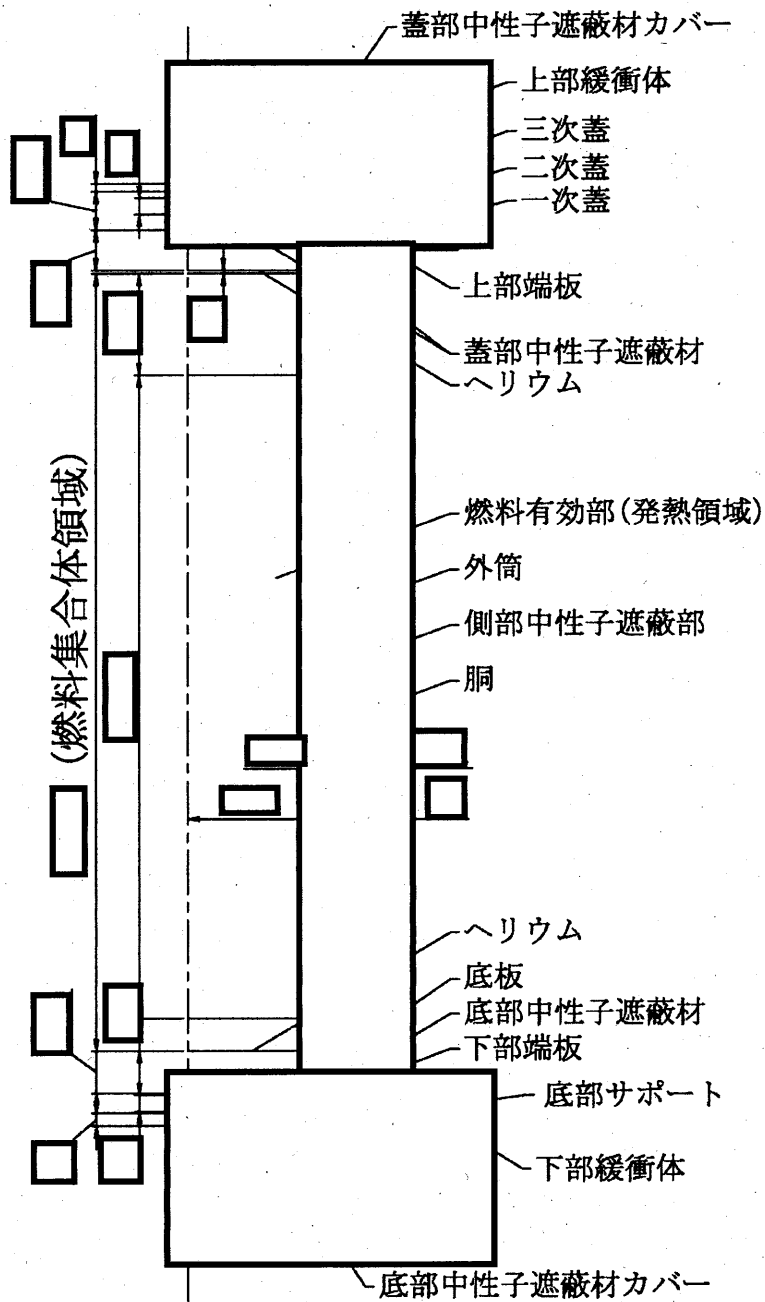 蓋部中性子遮蔽材カバー
上部緩衝体
三次蓋
二次蓋
一次蓋
上部端板
蓋部中性子遮蔽材
ヘリウム
(燃料集合体領域)
燃料有効部(発熱領域)
外筒
側部中性子遮蔽部
胴
ヘリウム
底板
底部中性子遮蔽材
下部端板
底部サポート
下部緩衝体
底部中性子遮蔽材カバー